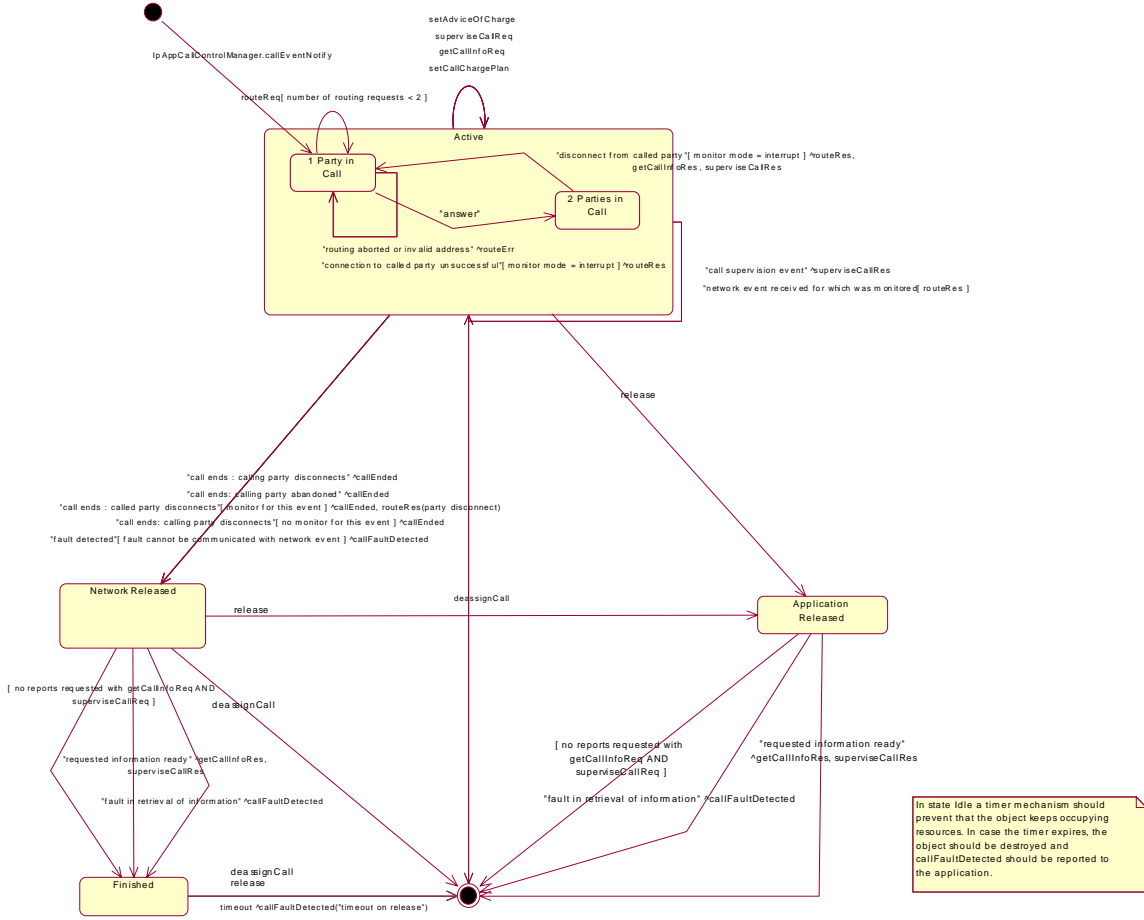 setAdviceOfCharge
superviseCallReq
getCallInfoReq
setCallChargePlan
IpAppCallControlManager.callEventNotify
routeReq[ number of routing requests < 2 ]
Active
1 Party in
Call
"disconnect from called party"[ monitor mode = interrupt ] ^routeRes,
getCallInfoRes, superviseCallRes
2 Parties in
Call
"answer"
"routing aborted or invalid address" ^routeErr
"connection to called party unsuccessful"[ monitor mode = interrupt ] ^routeRes
"call supervision event" ^superviseCallRes
"network event received for which was monitored[ routeRes ]
release
"call ends : calling party disconnects" ^callEnded
"call ends: calling party abandoned" ^callEnded
"call ends : called party disconnects"[ monitor for this event ] ^callEnded, routeRes(party disconnect)
"call ends: calling party disconnects"[ no monitor for this event ] ^callEnded
"fault detected"[ fault cannot be communicated with network event ] ^callFaultDetected
Network Released
release
deassignCall
Application
Released
[ no reports requested with getCallInfoReq AND
superviseCallReq ]
deassignCall
"requested information ready" ^getCallInfoRes,
superviseCallRes
"fault in retrieval of information" ^callFaultDetected
[ no reports requested with
getCallInfoReq AND
superviseCallReq ]
"requested information ready"
^getCallInfoRes, superviseCallRes
"fault in retrieval of information" ^callFaultDetected
In state Idle a timer mechanism should
prevent that the object keeps occupying
resources. In case the timer expires, the
object should be destroyed and
callFaultDetected should be reported to
the application.
Finished
deassignCall
release
timeout ^callFaultDetected("timeout on release")